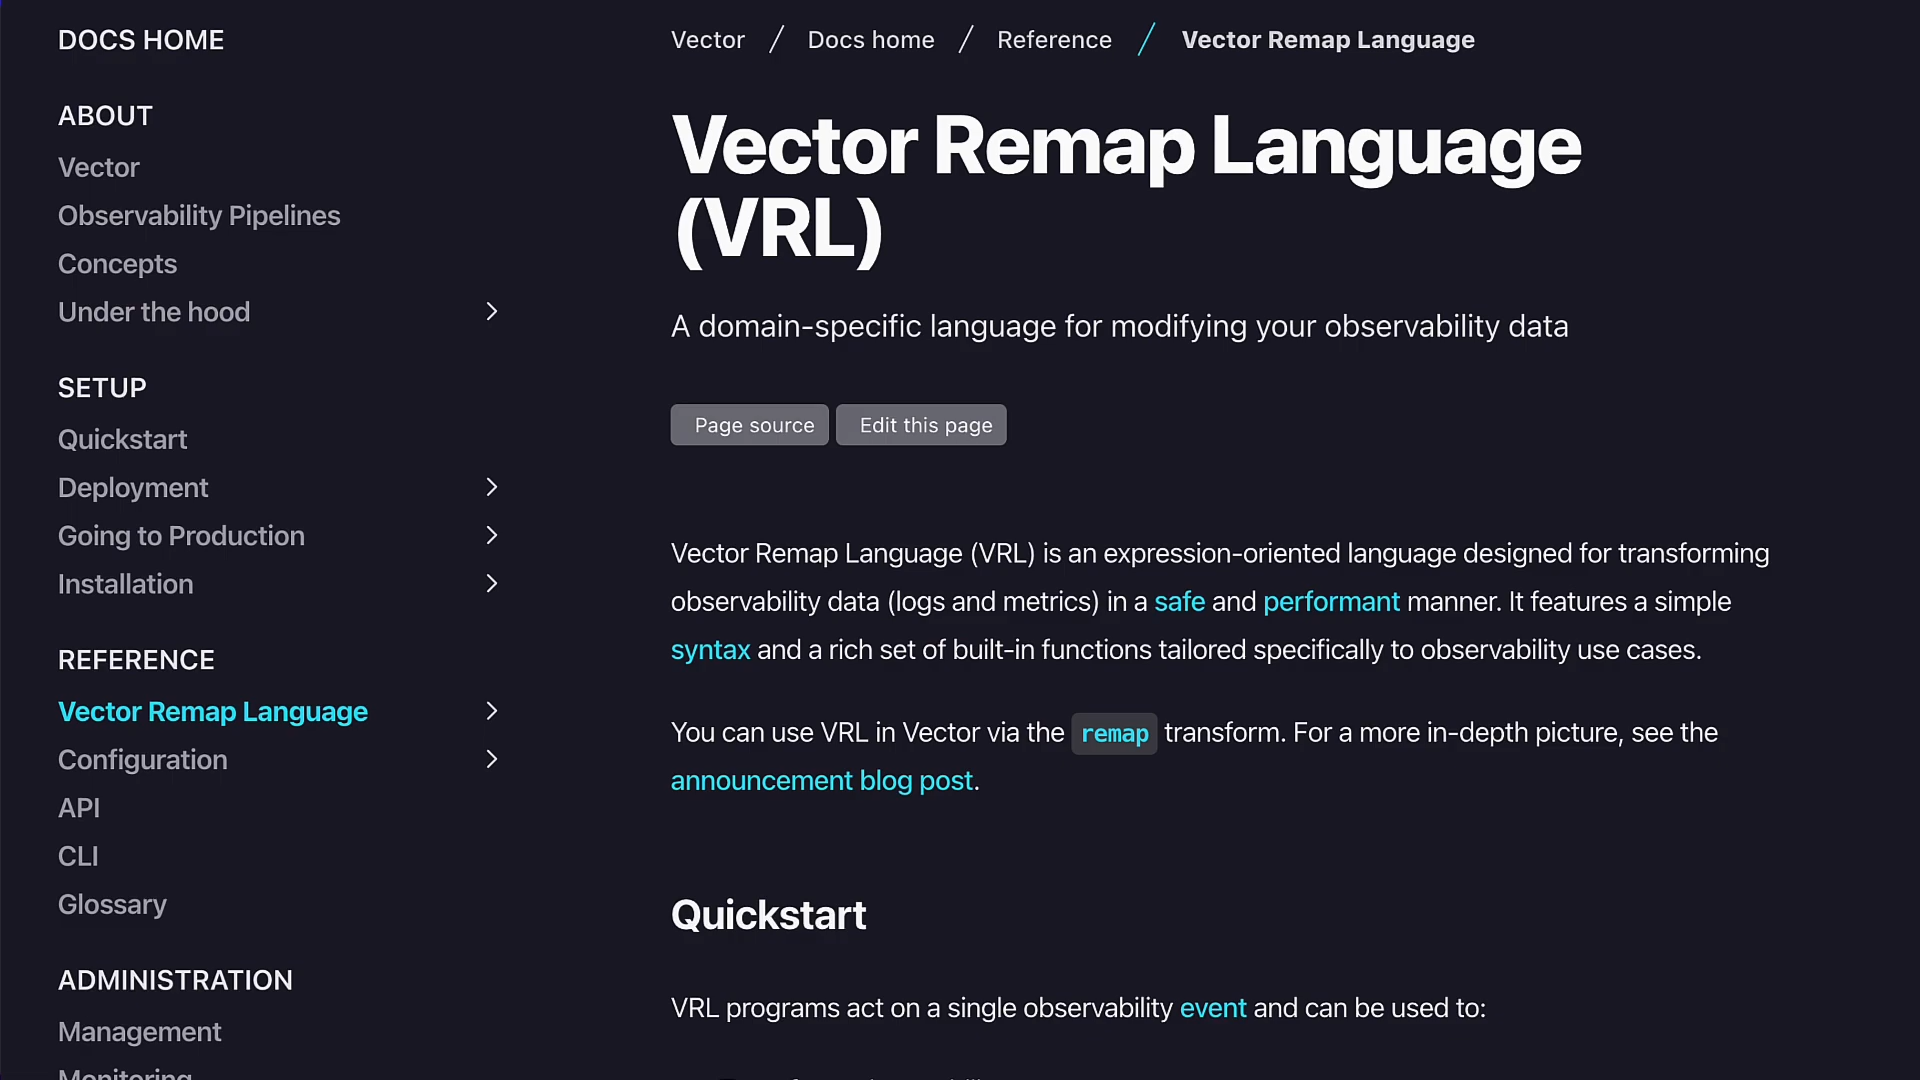 DOCS HOME
ABOUT
Vector
Observability Pipelines
Concepts
Under the hood
SETUP
Quickstart
Deployment
Going to Production
Installation
REFERENCE
Vector Remap Language
Configuration
API
CLI
Glossary
ADMINISTRATION
Management
Monitoring
Vector / Docs home / Reference / Vector Remap Language
Vector Remap Language
(VRL)
A domain-specific language for modifying your observability data
Page source Edit this page
Vector Remap Language (VRL) is an expression-oriented language designed for transforming
observability data (logs and metrics) in a safe and performant manner. It features a simple
syntax and a rich set of built-in functions tailored specifically to observability use cases.
You can use VRL in Vector via the remap transform. For a more in-depth picture, see the
announcement blog post.
Quickstart
VRL programs act on a single observability event and can be used to: